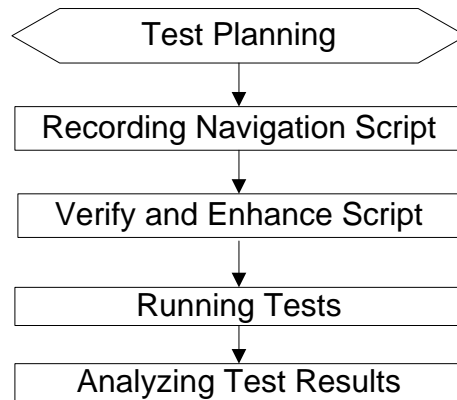 Test Planning
Recording Navigation Script
Verify and Enhance Script
Running Tests
Analyzing Test Results